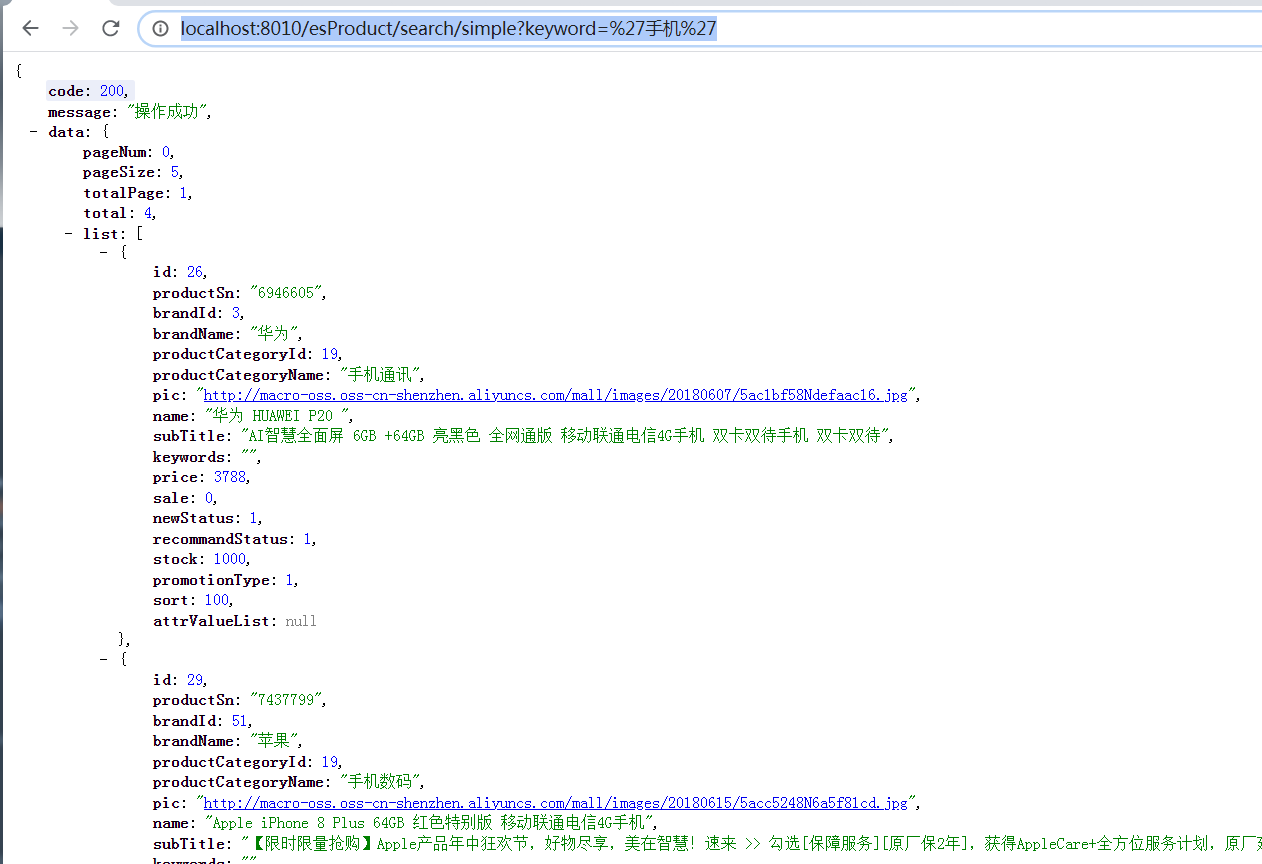 localhost:8010/esProduct/search/simple?keyword=%27手机%27
{
code: 200,
message: "操作成功",
- data: {
pageNum: 0,
pageSize: 5,
totalPage: 1,
total: 4,
- list: [
- {
id: 26,
productSn: "6946605",
brandId: 3,
brandName: "华为",
productCategoryId: 19,
productCategoryName: "手机通讯",
pic: "http://macro-oss.oss-cn-shenzhen.aliyuncs.com/mall/images/20180607/5ac1bf58Ndefaac16.jpg",
name: "华为 HUAWEI P20 ",
subTitle: "AI智慧全面屏 6GB +64GB 亮黑色 全网通版 移动联通电信4G手机 双卡双待手机 双卡双待",
keywords: "",
price: 3788,
sale: 0,
newStatus: 1,
recommandStatus: 1,
stock: 1000,
promotionType: 1,
sort: 100,
attrValueList: null
},
- {
id: 29,
productSn: "7437799",
brandId: 51,
brandName: "苹果",
productCategoryId: 19,
productCategoryName: "手机数码",
pic: "http://macro-oss.oss-cn-shenzhen.aliyuncs.com/mall/images/20180615/5acc5248N6a5f81cd.jpg",
name: "Apple iPhone 8 Plus 64GB 红色特别版 移动联通电信4G手机",
subTitle: "【限时限量抢购】Apple产品年中狂欢节，好物尽享，美在智慧！速来 >> 勾选[保障服务][原厂保2年]，获得AppleCare+全方位服务计划，原厂
keywords: ""